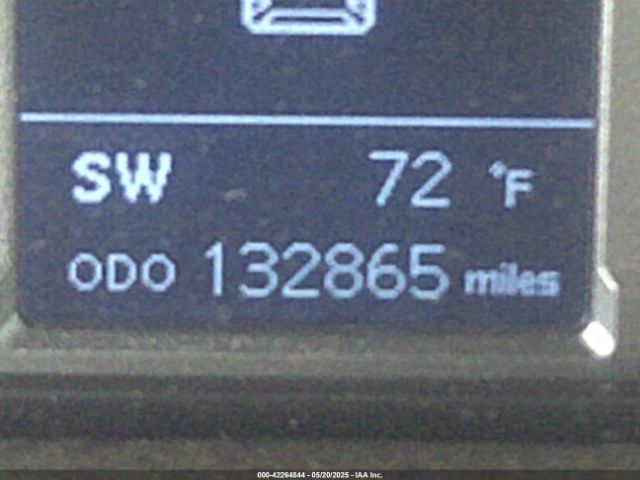 SW 72 °F
ODO 132865 miles
000-42264844 - 05/20/2025 - IAA Inc.